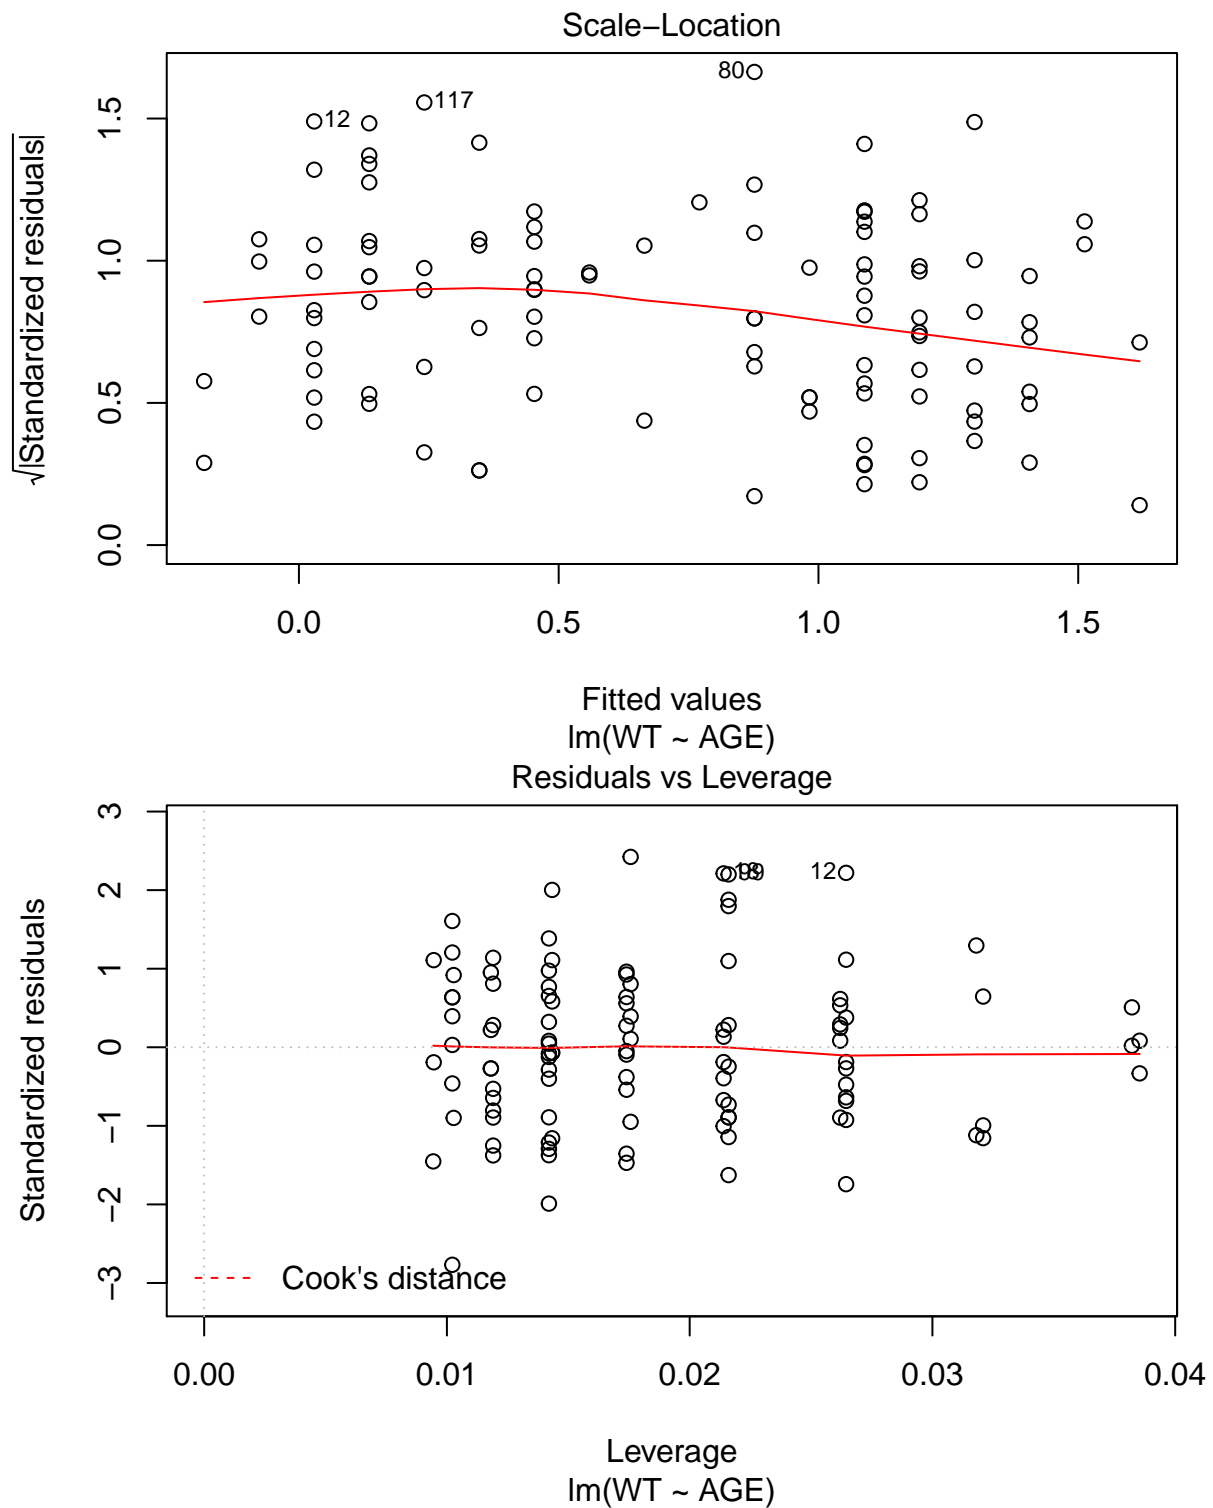 Scale−Location
80
117
12
√|Standardized residuals|
0.0 0.5 1.0 1.5
0.0 0.5 1.0 1.5
Fitted values
lm(WT ~ AGE)
Residuals vs Leverage
12
Standardized residuals
−3 −2 −1 0 1 2 3
Cook's distance
0.00 0.01 0.02 0.03 0.04
Leverage
lm(WT ~ AGE)